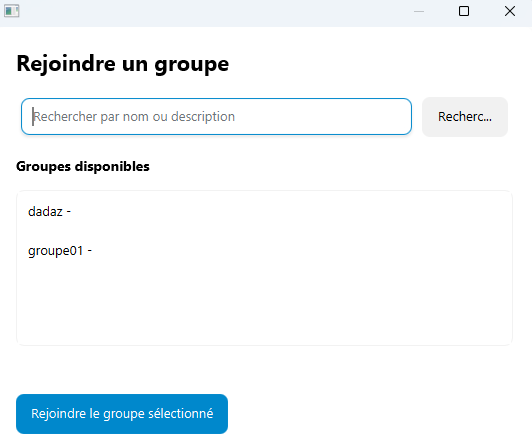 Rejoindre un groupe
Rechercher par nom ou description
Recherc...
Groupes disponibles
dadaz -
groupe01 -
Rejoindre le groupe sélectionné